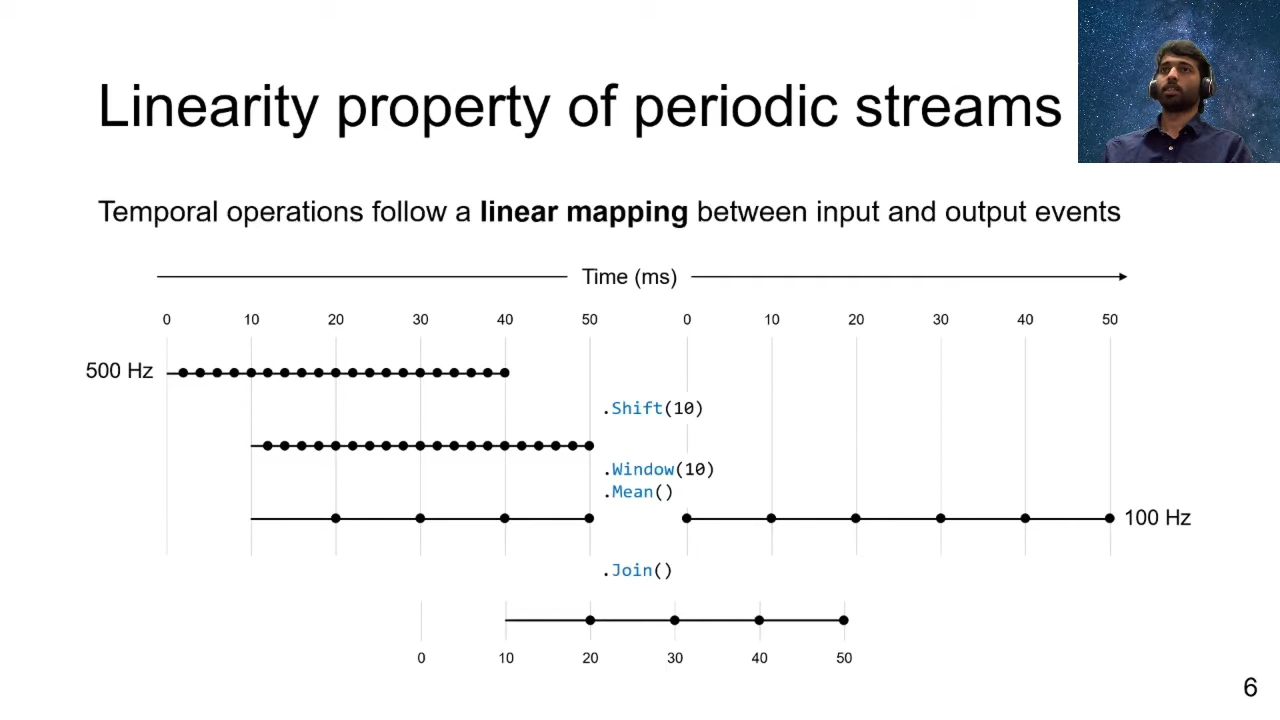 Linearity property of periodic streams
Temporal operations follow a linear mapping between input and output events
Time (ms)
0 10 20 30 40 50 0 10 20 30 40 50
500 Hz
.Shift(10)
.Window(10)
.Mean()
100 Hz
.Join()
0 10 20 30 40 50
6